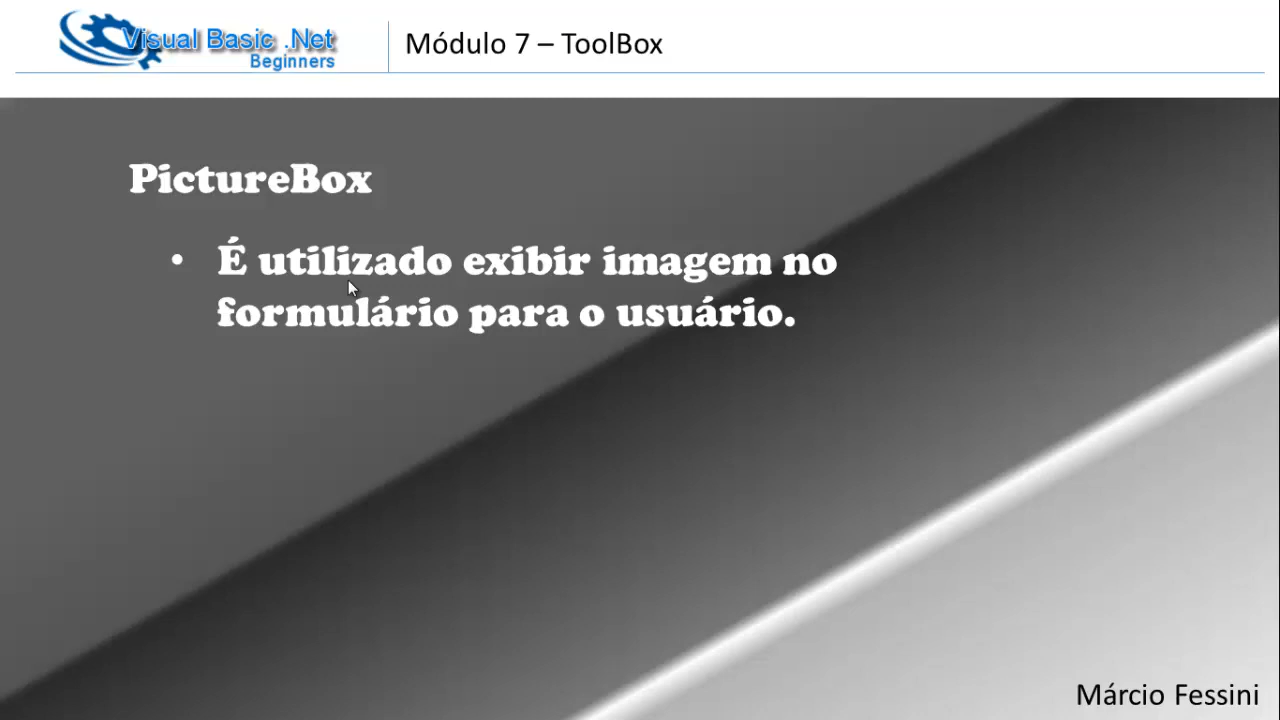 Visual Basic .Net
Beginners
Módulo 7 – ToolBox
PictureBox
• É utilizado exibir imagem no
formulário para o usuário.
Márcio Fessini